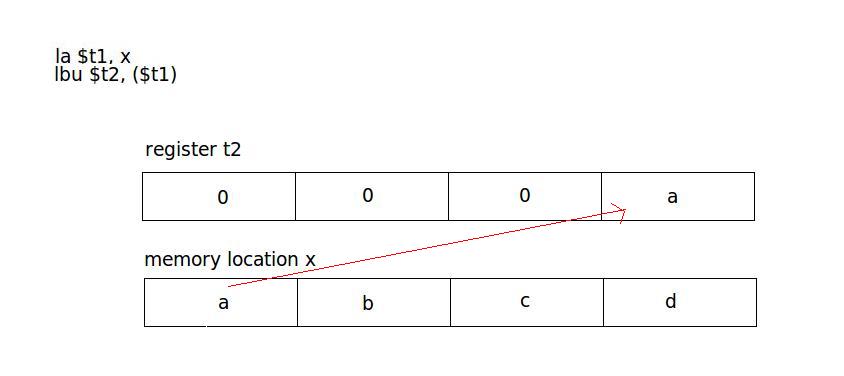 la $t1, x
lbu $t2, ($t1)
register t2
0 0 0 a
memory location x
a b c d